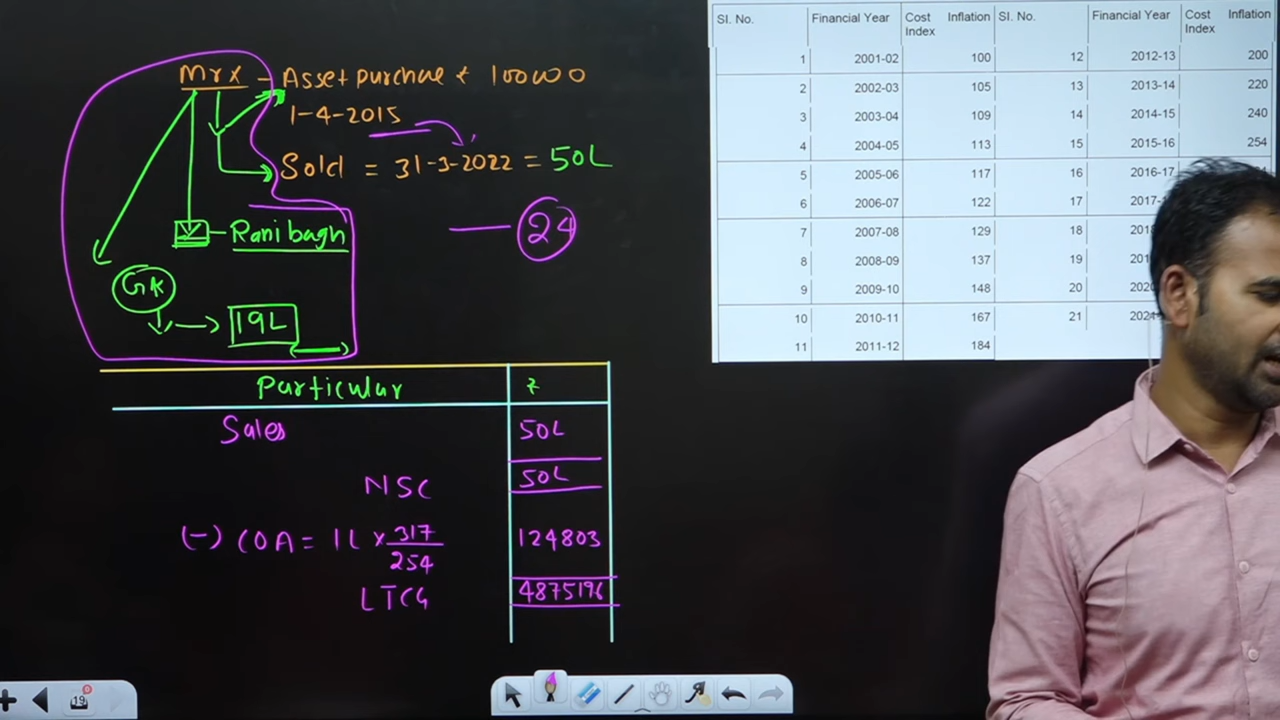 Mr X - Asset purchase ₹ 100000
1-4-2015
Sold = 31-3-2022 = 50L
24
Ranibagh
GK
19L
Particular ₹
Sales 50L
NSC 50L
(-) COA = 1L × 317/254 124803
LTCG 4875196
SI. No. Financial Year Cost Inflation Index SI. No. Financial Year Cost Inflation Index
1 2001-02 100 12 2012-13 200
2 2002-03 105 13 2013-14 220
3 2003-04 109 14 2014-15 240
4 2004-05 113 15 2015-16 254
5 2005-06 117 16 2016-17
6 2006-07 122 17
7 2007-08 129 18
8 2008-09 137 19
9 2009-10 148 20
10 2010-11 167 21
11 2011-12 184
19